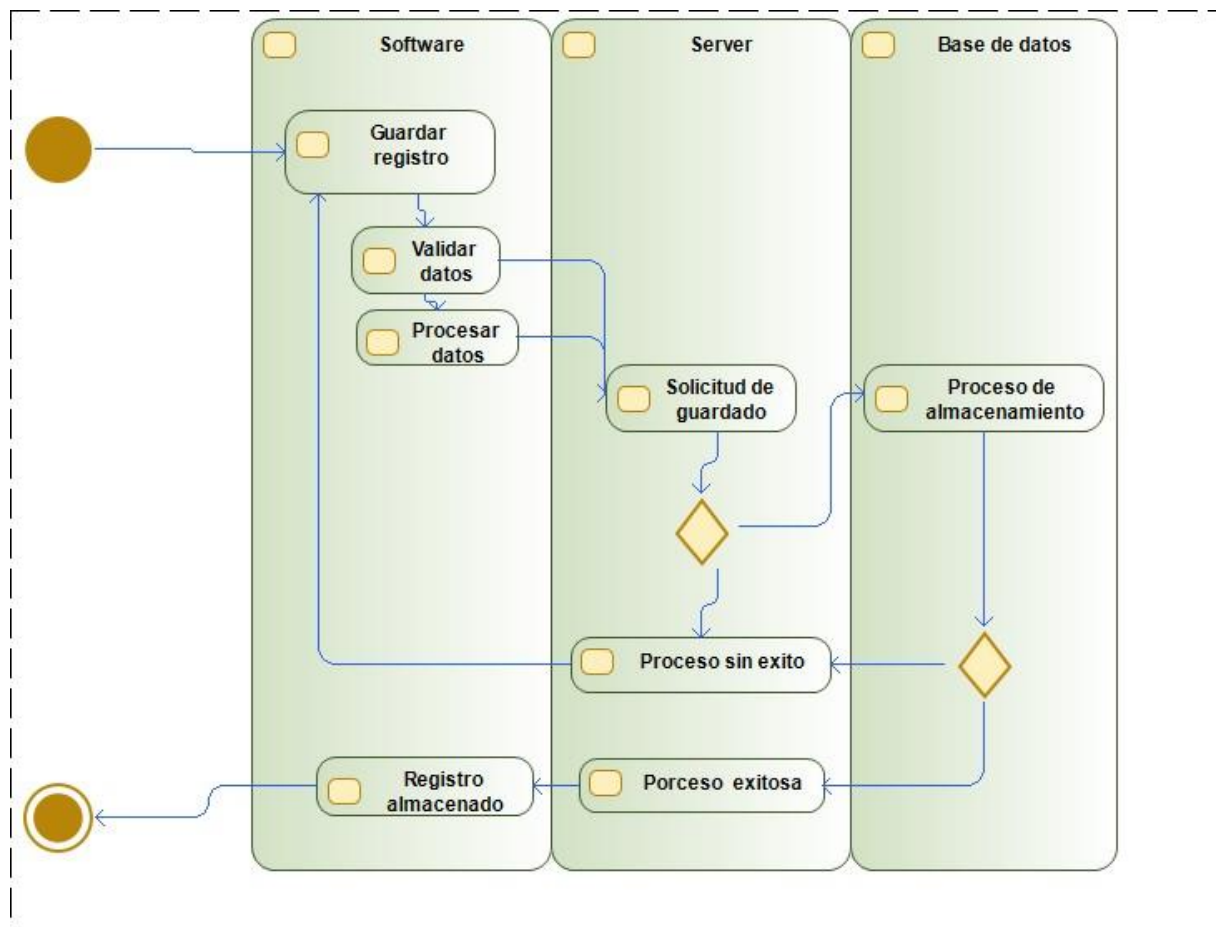 Software
Server
Base de datos
Guardar
registro
Validar
datos
Procesar
datos
Solicitud de
guardado
Proceso de
almacenamiento
Proceso sin exito
Registro
almacenado
Porceso exitosa